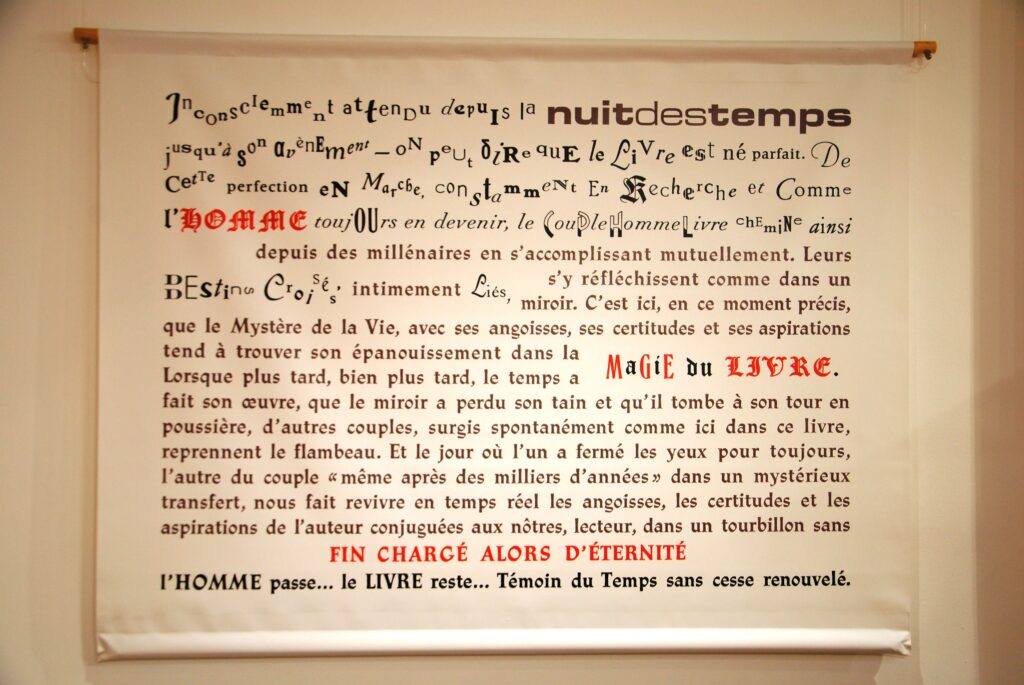 Inconsciemment attendu depuis la nuitdestemps
jusqu'à son avènement – on peut dire que le Livre est né parfait. De
Cette perfection en Marche, constamment En Recherche et Comme
l'HOMME toujOUrs en devenir, le CouPleHommeLivre chemine ainsi
depuis des millénaires en s'accomplissant mutuellement. Leurs
DEstins Croisés, intimement Liés, s'y réfléchissent comme dans un
miroir. C'est ici, en ce moment précis,
que le Mystère de la Vie, avec ses angoisses, ses certitudes et ses aspirations
tend à trouver son épanouissement dans la MaGiE du LIVRE.
Lorsque plus tard, bien plus tard, le temps a
fait son œuvre, que le miroir a perdu son tain et qu'il tombe à son tour en
poussière, d'autres couples, surgis spontanément comme ici dans ce livre,
reprennent le flambeau. Et le jour où l'un a fermé les yeux pour toujours,
l'autre du couple «même après des milliers d'années» dans un mystérieux
transfert, nous fait revivre en temps réel les angoisses, les certitudes et les
aspirations de l'auteur conjuguées aux nôtres, lecteur, dans un tourbillon sans
FIN CHARGÉ ALORS D'ÉTERNITÉ
l'HOMME passe... le LIVRE reste... Témoin du Temps sans cesse renouvelé.